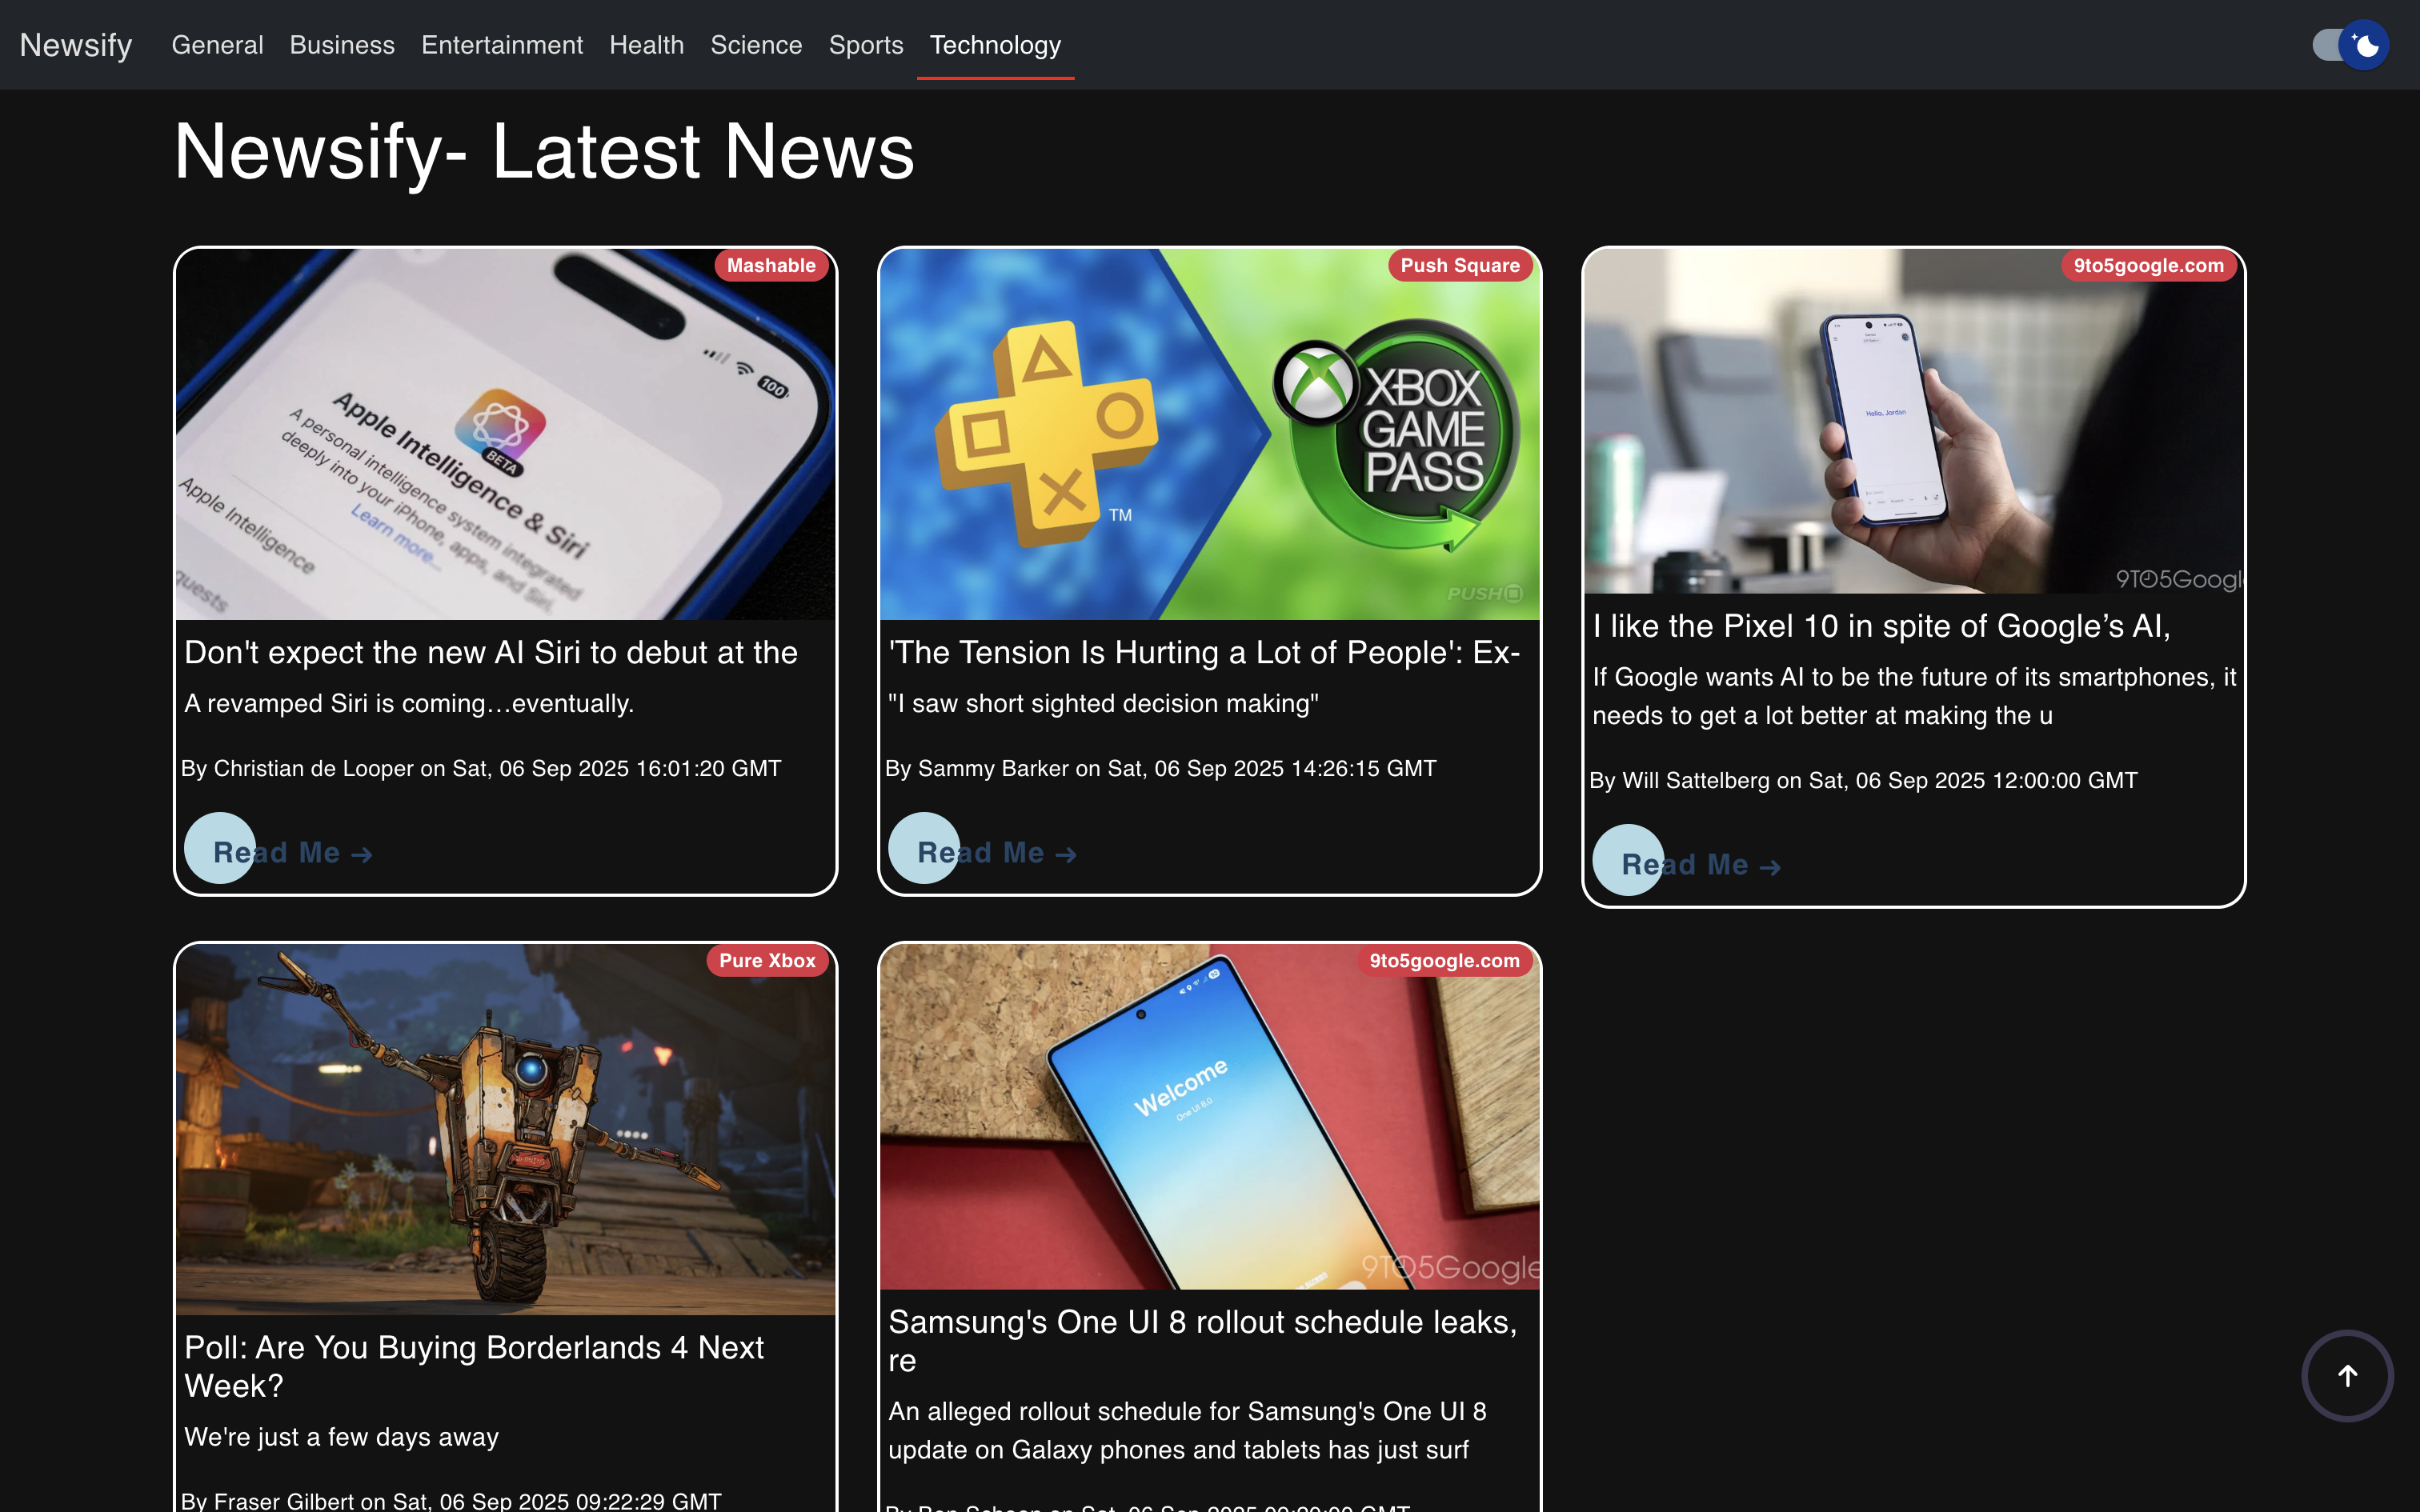 Newsify General Business Entertainment Health Science Sports Technology
Newsify- Latest News
Mashable
100
BETA
Apple Intelligence & Siri
A personal intelligence system integrated
deeply into your iPhone, apps, and Siri.
Learn more...
Apple Intelligence
quests
Don't expect the new AI Siri to debut at the
A revamped Siri is coming…eventually.
By Christian de Looper on Sat, 06 Sep 2025 16:01:20 GMT
Read Me →
Push Square
TM
XBOX
GAME
PASS
PUSH
'The Tension Is Hurting a Lot of People': Ex-
"I saw short sighted decision making"
By Sammy Barker on Sat, 06 Sep 2025 14:26:15 GMT
Read Me →
9to5google.com
Hello, Jordan
9TO5Googl
I like the Pixel 10 in spite of Google’s AI,
If Google wants AI to be the future of its smartphones, it
needs to get a lot better at making the u
By Will Sattelberg on Sat, 06 Sep 2025 12:00:00 GMT
Read Me →
Pure Xbox
Poll: Are You Buying Borderlands 4 Next
Week?
We're just a few days away
By Fraser Gilbert on Sat, 06 Sep 2025 09:22:29 GMT
9to5google.com
Welcome
One UI 8.0
9TO5Google
Samsung's One UI 8 rollout schedule leaks,
re
An alleged rollout schedule for Samsung's One UI 8
update on Galaxy phones and tablets has just surf